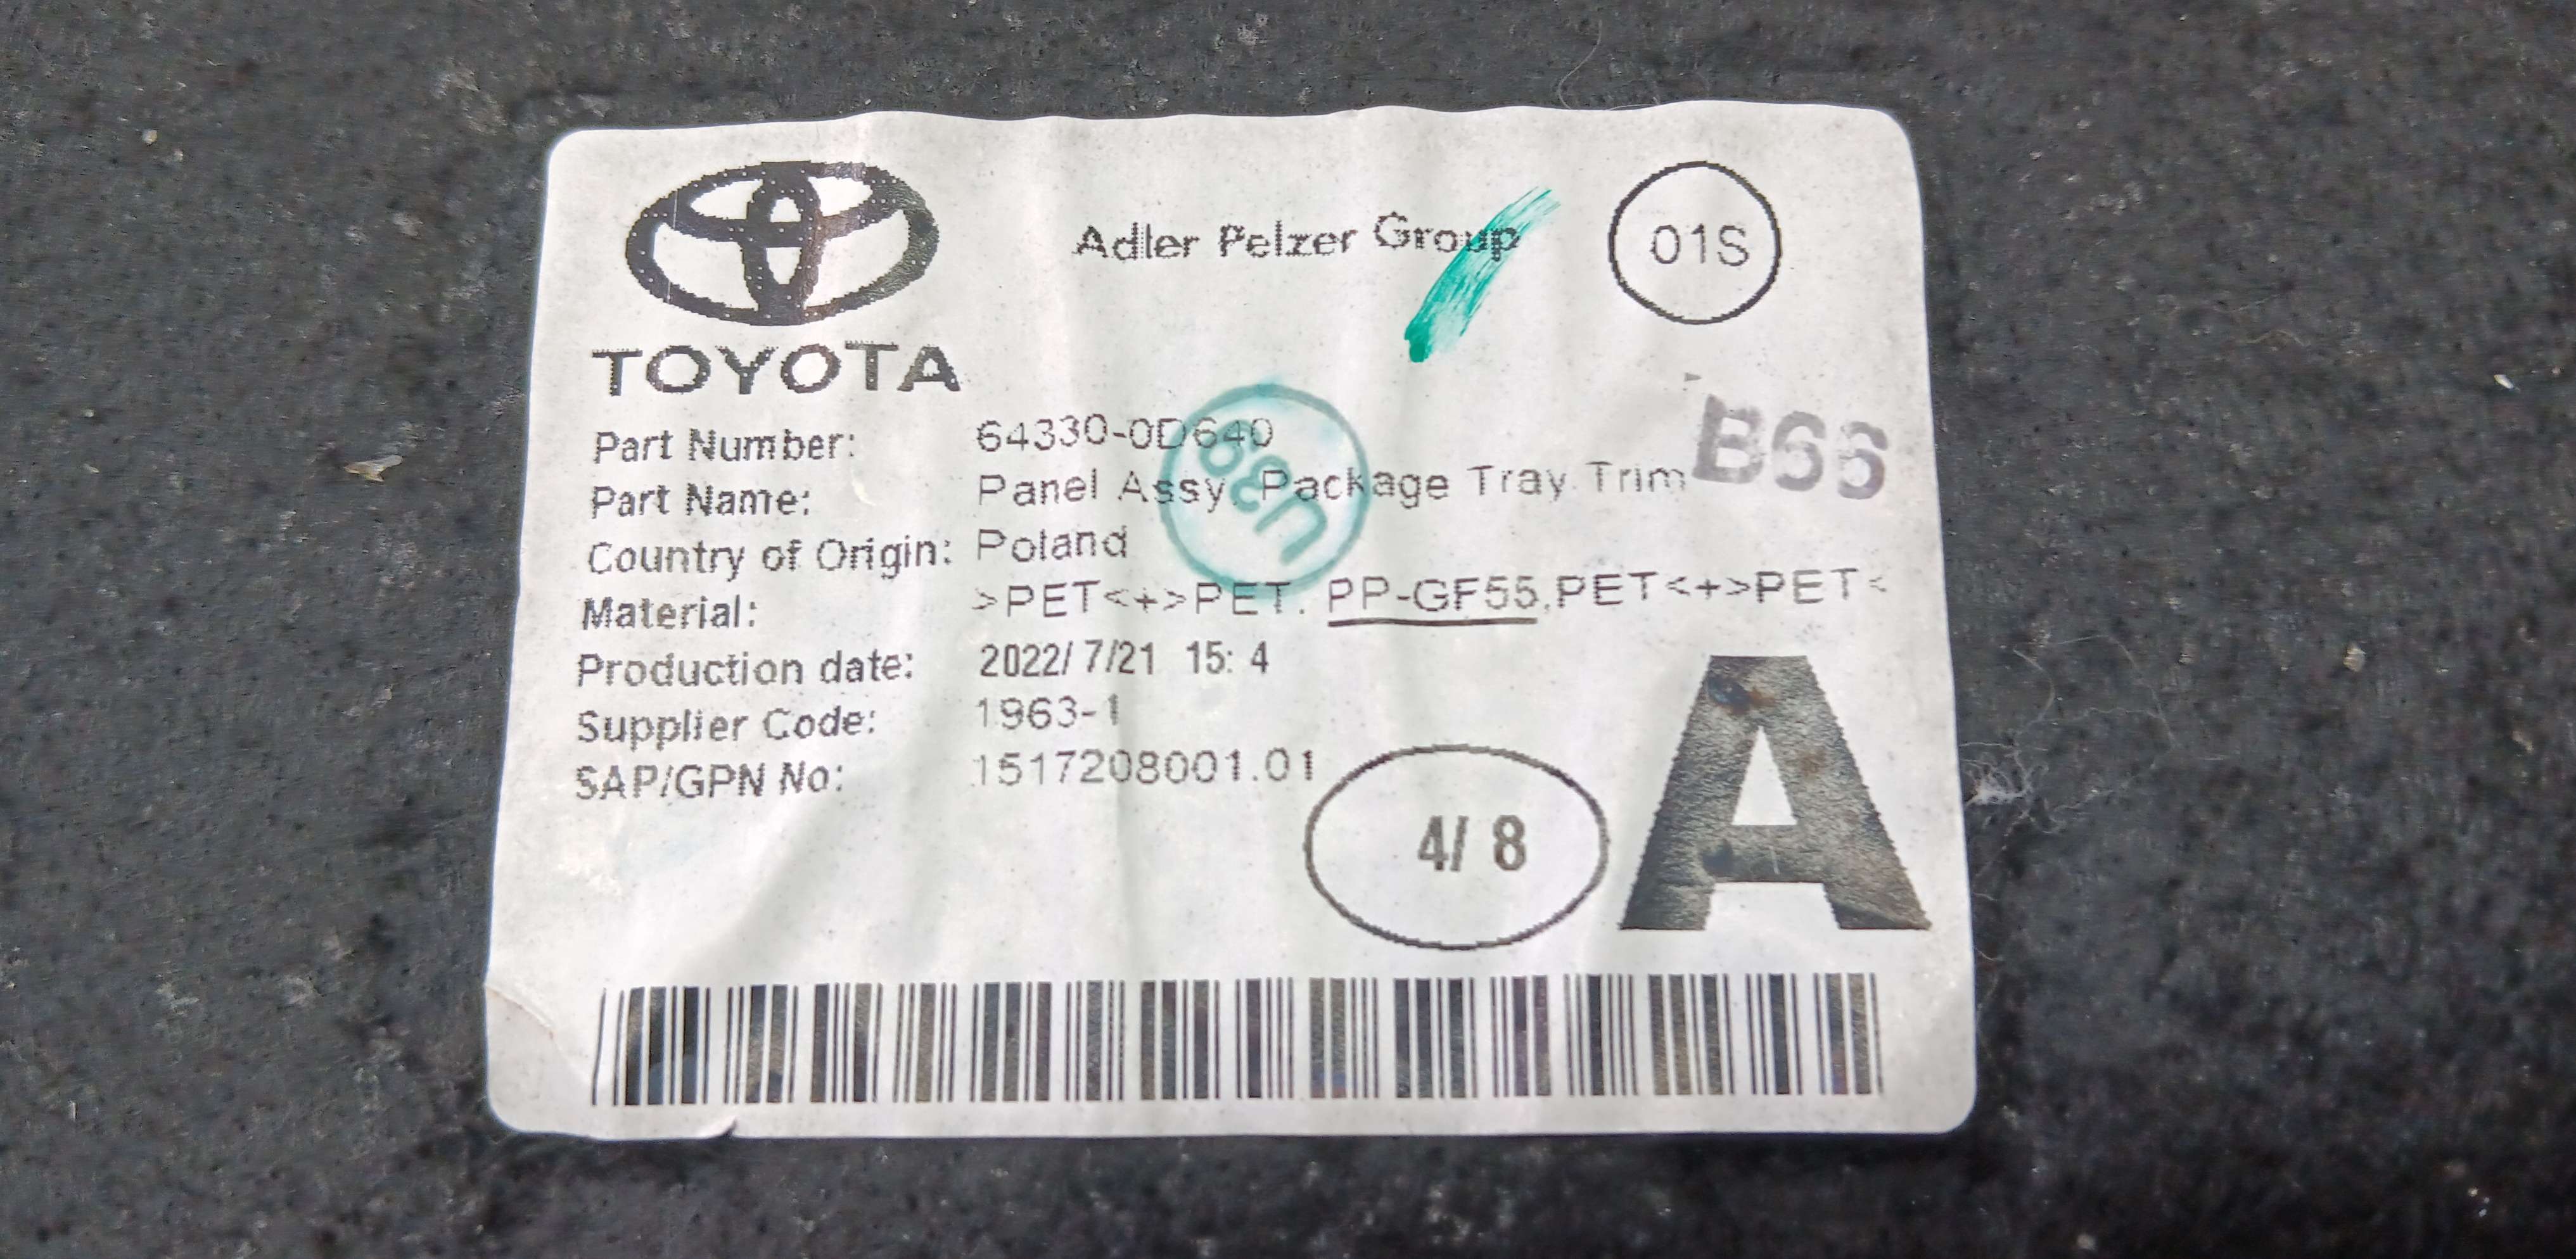 Adler Pelzer Group
01S
TOYOTA
B66
Part Number: 64330-0D640
Part Name: Panel Assy, Package Tray Trim
Country of Origin: Poland
Material: >PET<+>PET. PP-GF55,PET<+>PET<
Production date: 2022/ 7/21 15: 4
Supplier Code: 1963-1
SAP/GPN No: 1517208001.01
4/ 8
A